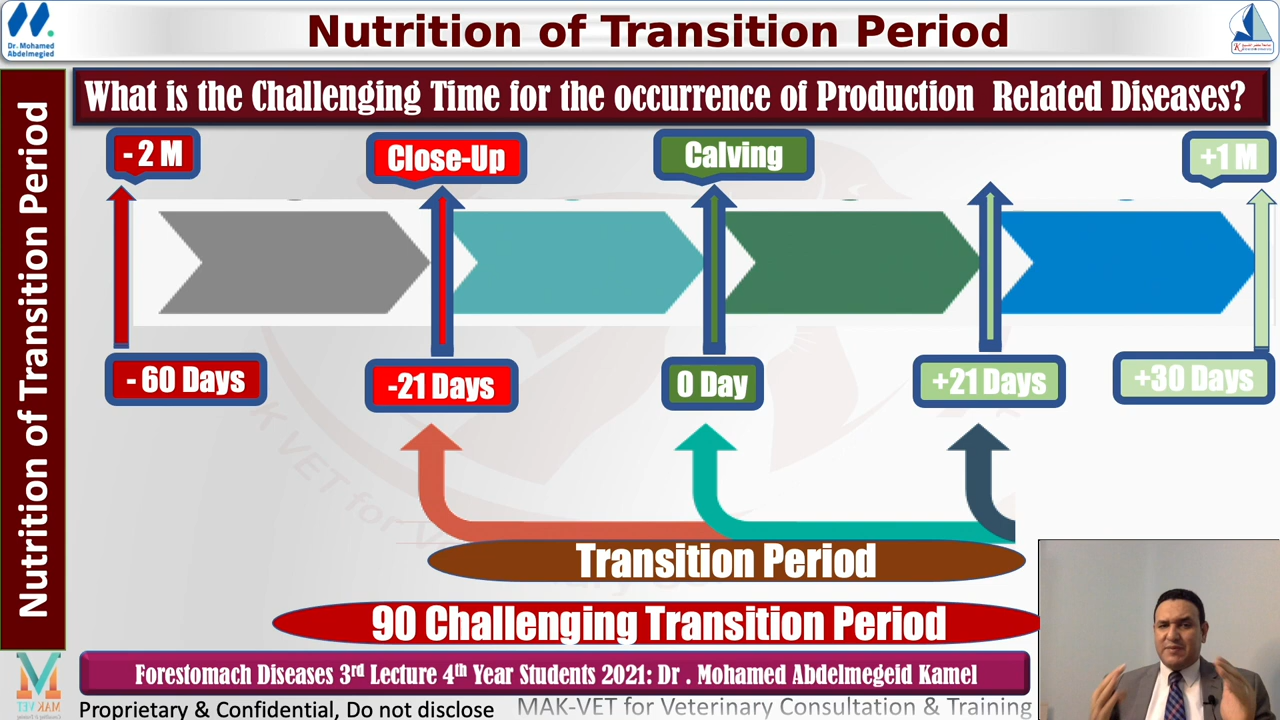 Dr. Mohamed
Abdelmegied
Nutrition of Transition Period
Nutrition of Transition Period
What is the Challenging Time for the occurrence of Production Related Diseases?
- 2 M
Close-Up
Calving
+1 M
- 60 Days
-21 Days
0 Day
+21 Days
+30 Days
Transition Period
90 Challenging Transition Period
Forestomach Diseases 3rd Lecture 4th Year Students 2021: Dr . Mohamed Abdelmegeid Kamel
MAK-VET
Proprietary & Confidential, Do not disclose
MAK-VET for Veterinary Consultation & Training